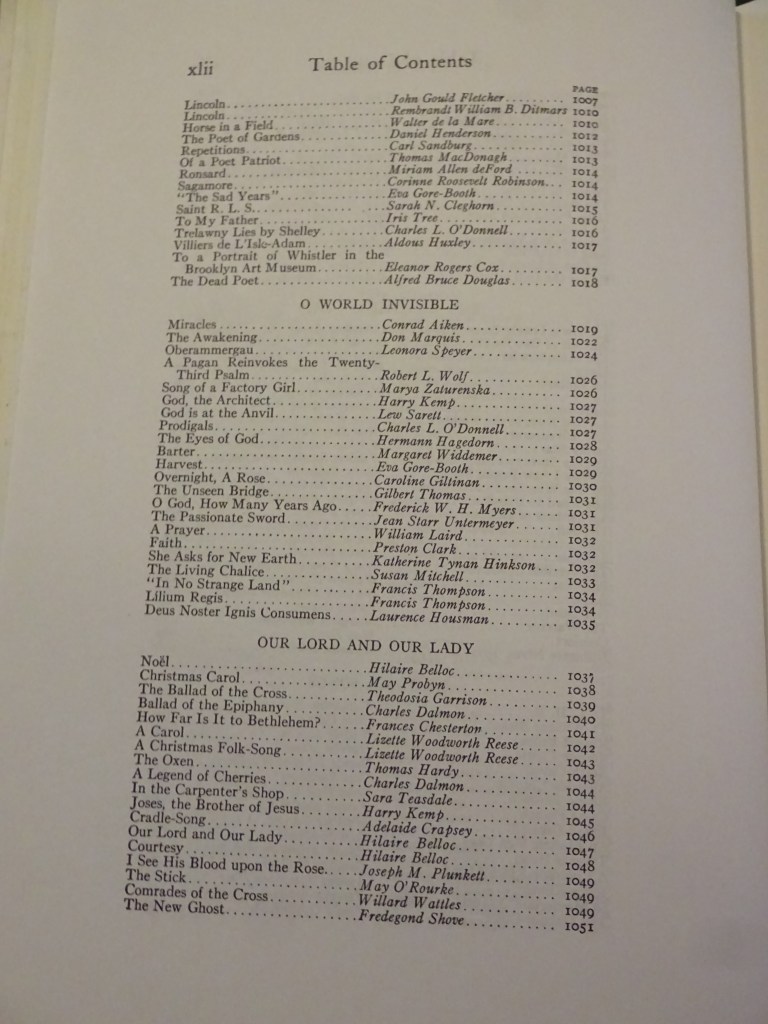 xlii Table of Contents
PAGE
Lincoln John Gould Fletcher 1007
Lincoln Rembrandt William B. Ditmars 1010
Horse in a Field Walter de la Mare 1010
The Poet of Gardens Daniel Henderson 1012
Repetitions Carl Sandburg 1013
Of a Poet Patriot Thomas MacDonagh 1013
Ronsard Miriam Allen deFord 1014
Sagamore Corinne Roosevelt Robinson 1014
"The Sad Years" Eva Gore-Booth 1014
Saint R. L. S. Sarah N. Cleghorn 1015
To My Father Iris Tree 1016
Trelawny Lies by Shelley Charles L. O'Donnell 1016
Villiers de L'Isle-Adam Aldous Huxley 1017
To a Portrait of Whistler in the
Brooklyn Art Museum Eleanor Rogers Cox 1017
The Dead Poet Alfred Bruce Douglas 1018
O WORLD INVISIBLE
Miracles Conrad Aiken 1019
The Awakening Don Marquis 1022
Oberammergau Leonora Speyer 1024
A Pagan Reinvokes the Twenty-
Third Psalm Robert L. Wolf 1026
Song of a Factory Girl Marya Zaturenska 1026
God, the Architect Harry Kemp 1027
God is at the Anvil Lew Sarett 1027
Prodigals Charles L. O'Donnell 1027
The Eyes of God Hermann Hagedorn 1028
Barter Margaret Widdemer 1029
Harvest Eva Gore-Booth 1029
Overnight, A Rose Caroline Giltinan 1030
The Unseen Bridge Gilbert Thomas 1031
O God, How Many Years Ago Frederick W. H. Myers 1031
The Passionate Sword Jean Starr Untermeyer 1031
A Prayer William Laird 1032
Faith Preston Clark 1032
She Asks for New Earth Katherine Tynan Hinkson 1032
The Living Chalice Susan Mitchell 1033
"In No Strange Land" Francis Thompson 1034
Lilium Regis Francis Thompson 1034
Deus Noster Ignis Consumens Laurence Housman 1035
OUR LORD AND OUR LADY
Noël Hilaire Belloc 1037
Christmas Carol May Probyn 1038
The Ballad of the Cross Theodosia Garrison 1039
Ballad of the Epiphany Charles Dalmon 1040
How Far Is It to Bethlehem? Frances Chesterton 1041
A Carol Lizette Woodworth Reese 1042
A Christmas Folk-Song Lizette Woodworth Reese 1043
The Oxen Thomas Hardy 1043
A Legend of Cherries Charles Dalmon 1044
In the Carpenter's Shop Sara Teasdale 1044
Joses, the Brother of Jesus Harry Kemp 1045
Cradle-Song Adelaide Crapsey 1046
Our Lord and Our Lady Hilaire Belloc 1047
Courtesy Hilaire Belloc 1048
I See His Blood upon the Rose Joseph M. Plunkett 1049
The Stick May O'Rourke 1049
Comrades of the Cross Willard Wattles 1049
The New Ghost Fredegond Shove 1051